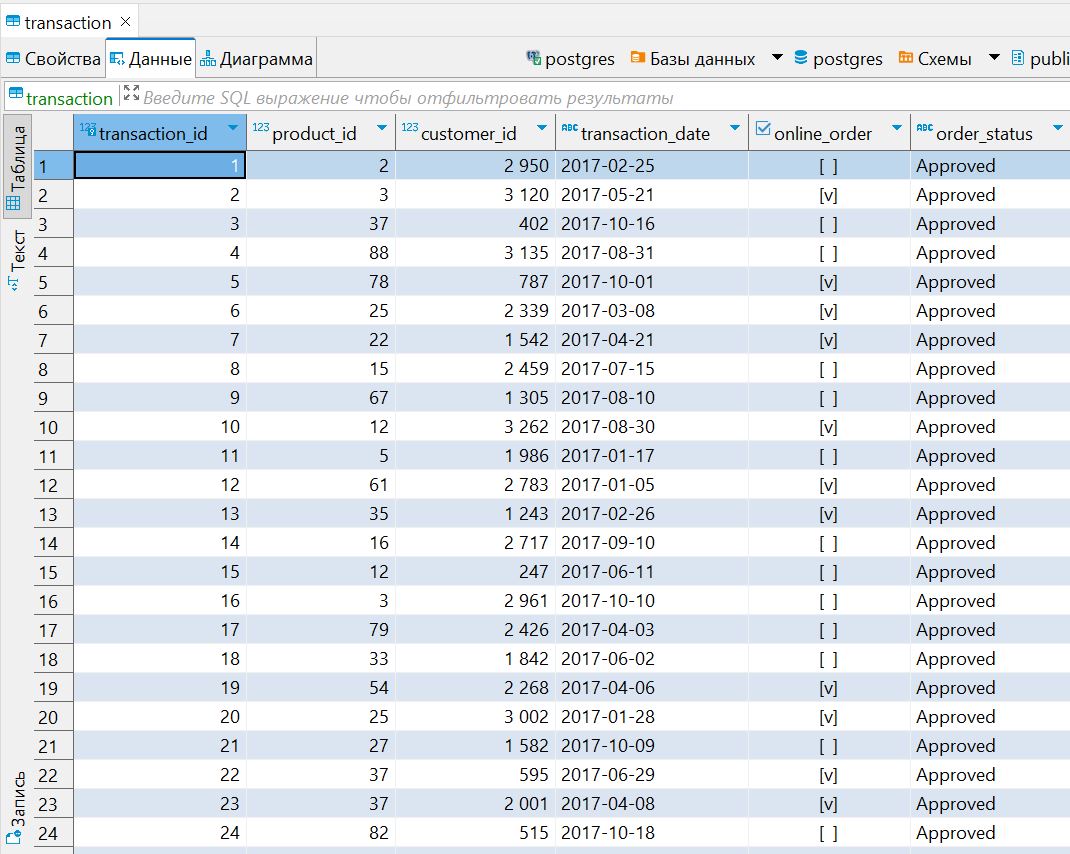 transaction ×
Свойства Данные Диаграмма postgres Базы данных postgres Схемы publi
transaction Введите SQL выражение чтобы отфильтровать результаты
Таблица
Текст
Запись
123 transaction_id 123 product_id 123 customer_id ABC transaction_date online_order ABC order_status
1 1 2 2 950 2017-02-25 [ ] Approved
2 2 3 3 120 2017-05-21 [v] Approved
3 3 37 402 2017-10-16 [ ] Approved
4 4 88 3 135 2017-08-31 [ ] Approved
5 5 78 787 2017-10-01 [v] Approved
6 6 25 2 339 2017-03-08 [v] Approved
7 7 22 1 542 2017-04-21 [v] Approved
8 8 15 2 459 2017-07-15 [ ] Approved
9 9 67 1 305 2017-08-10 [ ] Approved
10 10 12 3 262 2017-08-30 [v] Approved
11 11 5 1 986 2017-01-17 [ ] Approved
12 12 61 2 783 2017-01-05 [v] Approved
13 13 35 1 243 2017-02-26 [v] Approved
14 14 16 2 717 2017-09-10 [ ] Approved
15 15 12 247 2017-06-11 [ ] Approved
16 16 3 2 961 2017-10-10 [ ] Approved
17 17 79 2 426 2017-04-03 [ ] Approved
18 18 33 1 842 2017-06-02 [ ] Approved
19 19 54 2 268 2017-04-06 [v] Approved
20 20 25 3 002 2017-01-28 [v] Approved
21 21 27 1 582 2017-10-09 [ ] Approved
22 22 37 595 2017-06-29 [v] Approved
23 23 37 2 001 2017-04-08 [v] Approved
24 24 82 515 2017-10-18 [ ] Approved